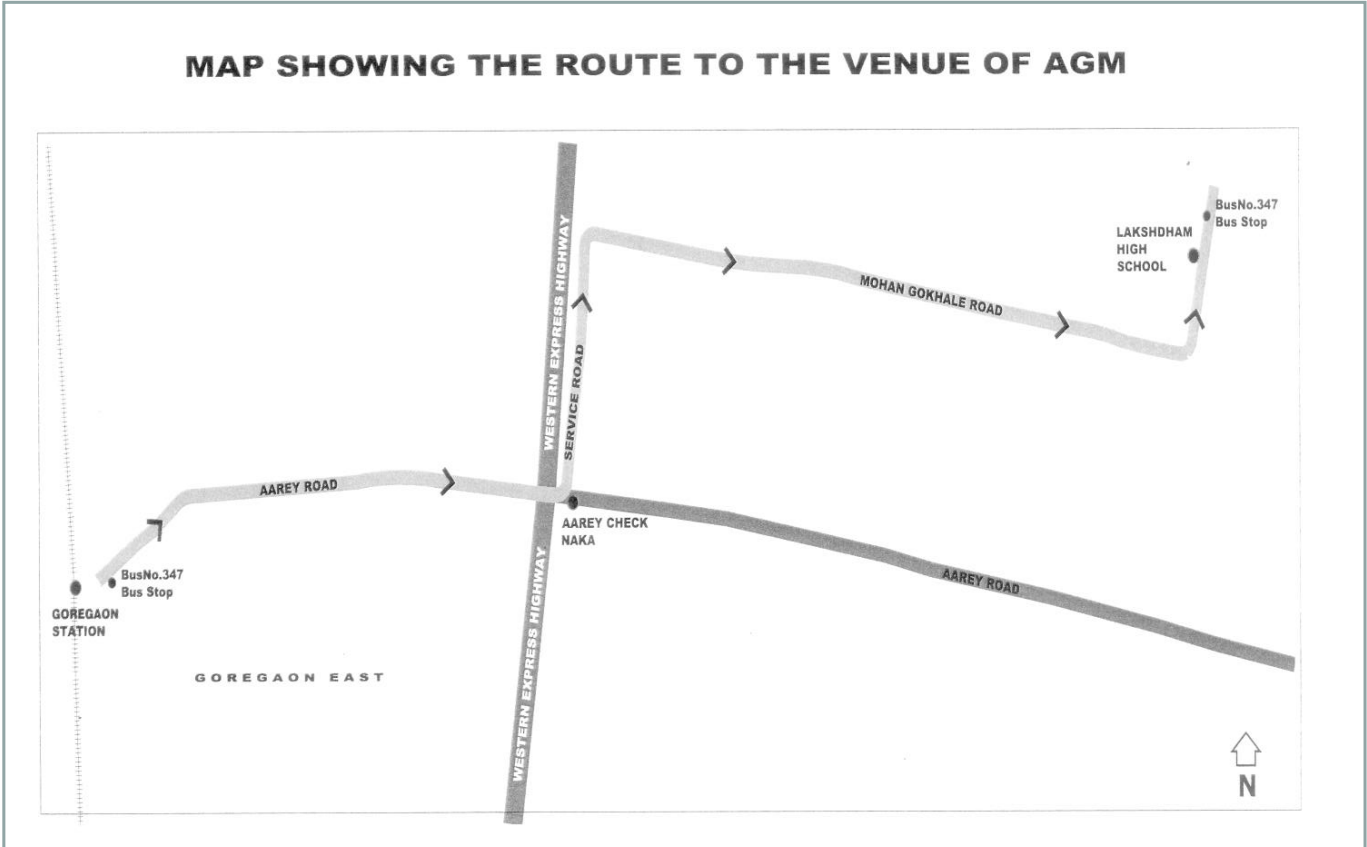 MAP SHOWING THE ROUTE TO THE VENUE OF AGM
BusNo.347
Bus Stop
LAKSHDHAM
HIGH
SCHOOL
WESTERN EXPRESS HIGHWAY
MOHAN GOKHALE ROAD
SERVICE ROAD
AAREY ROAD
AAREY CHECK
NAKA
BusNo.347
Bus Stop
GOREGAON
STATION
WESTERN EXPRESS HIGHWAY
AAREY ROAD
GOREGAON EAST
N